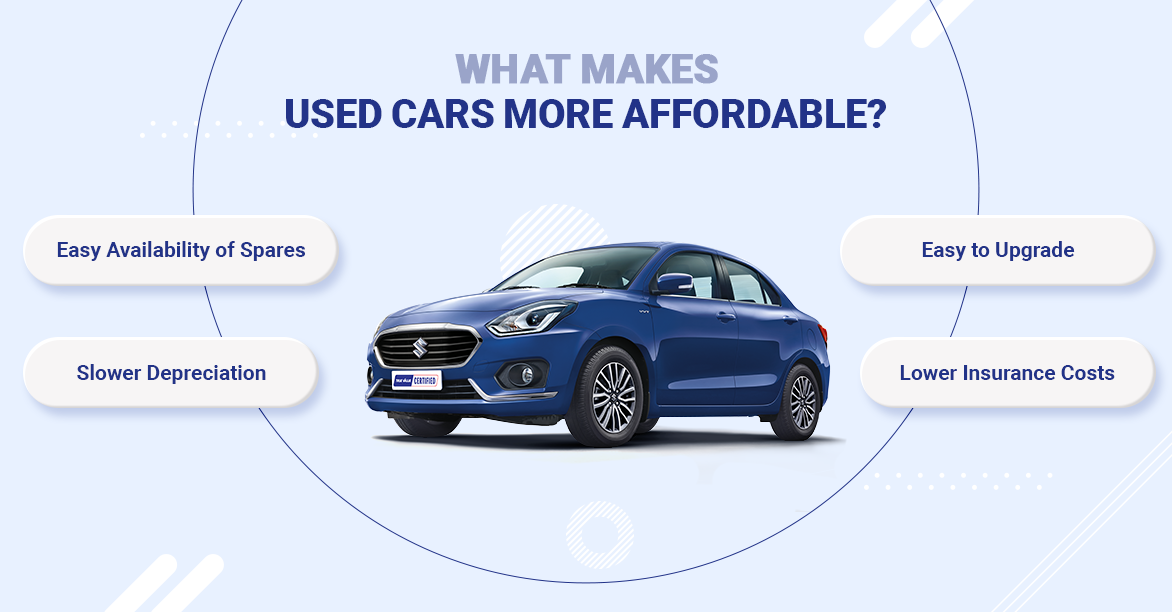 WHAT MAKES
USED CARS MORE AFFORDABLE?
Easy Availability of Spares
Easy to Upgrade
Slower Depreciation
Lower Insurance Costs
CERTIFIED